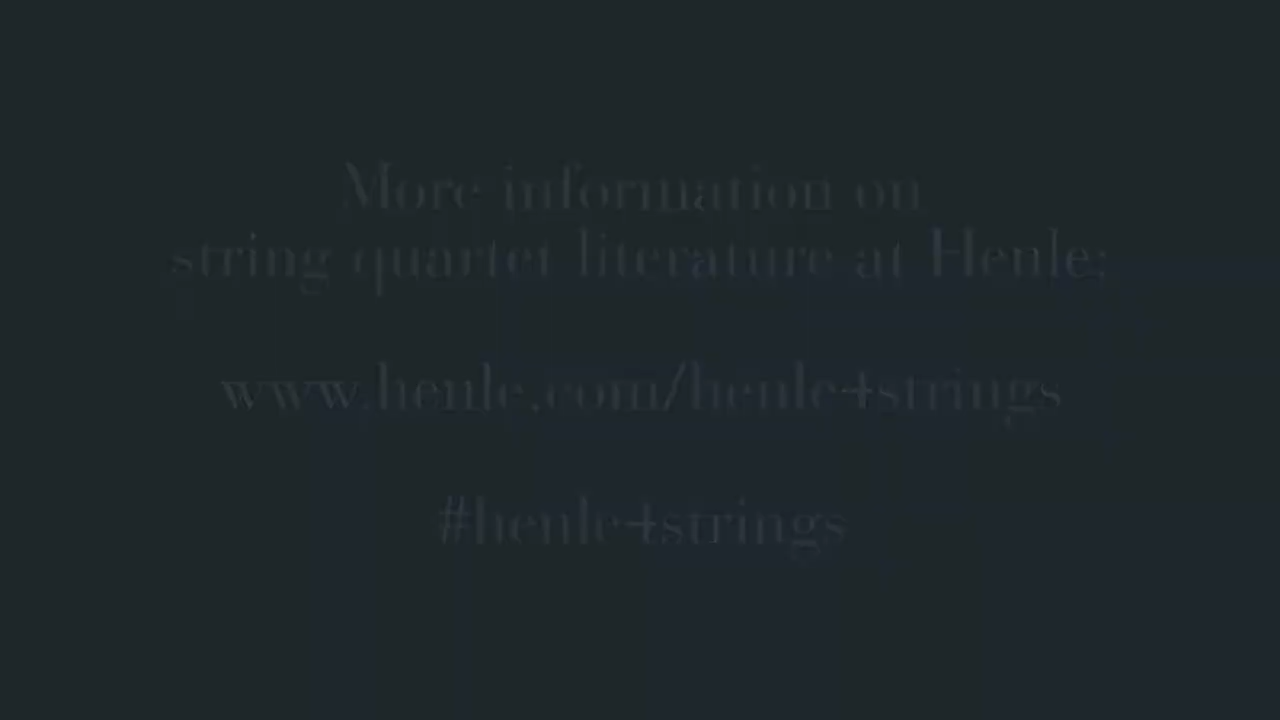 More information on
string quartet literature at Henle:
www.henle.com/henle4strings
#henle4strings